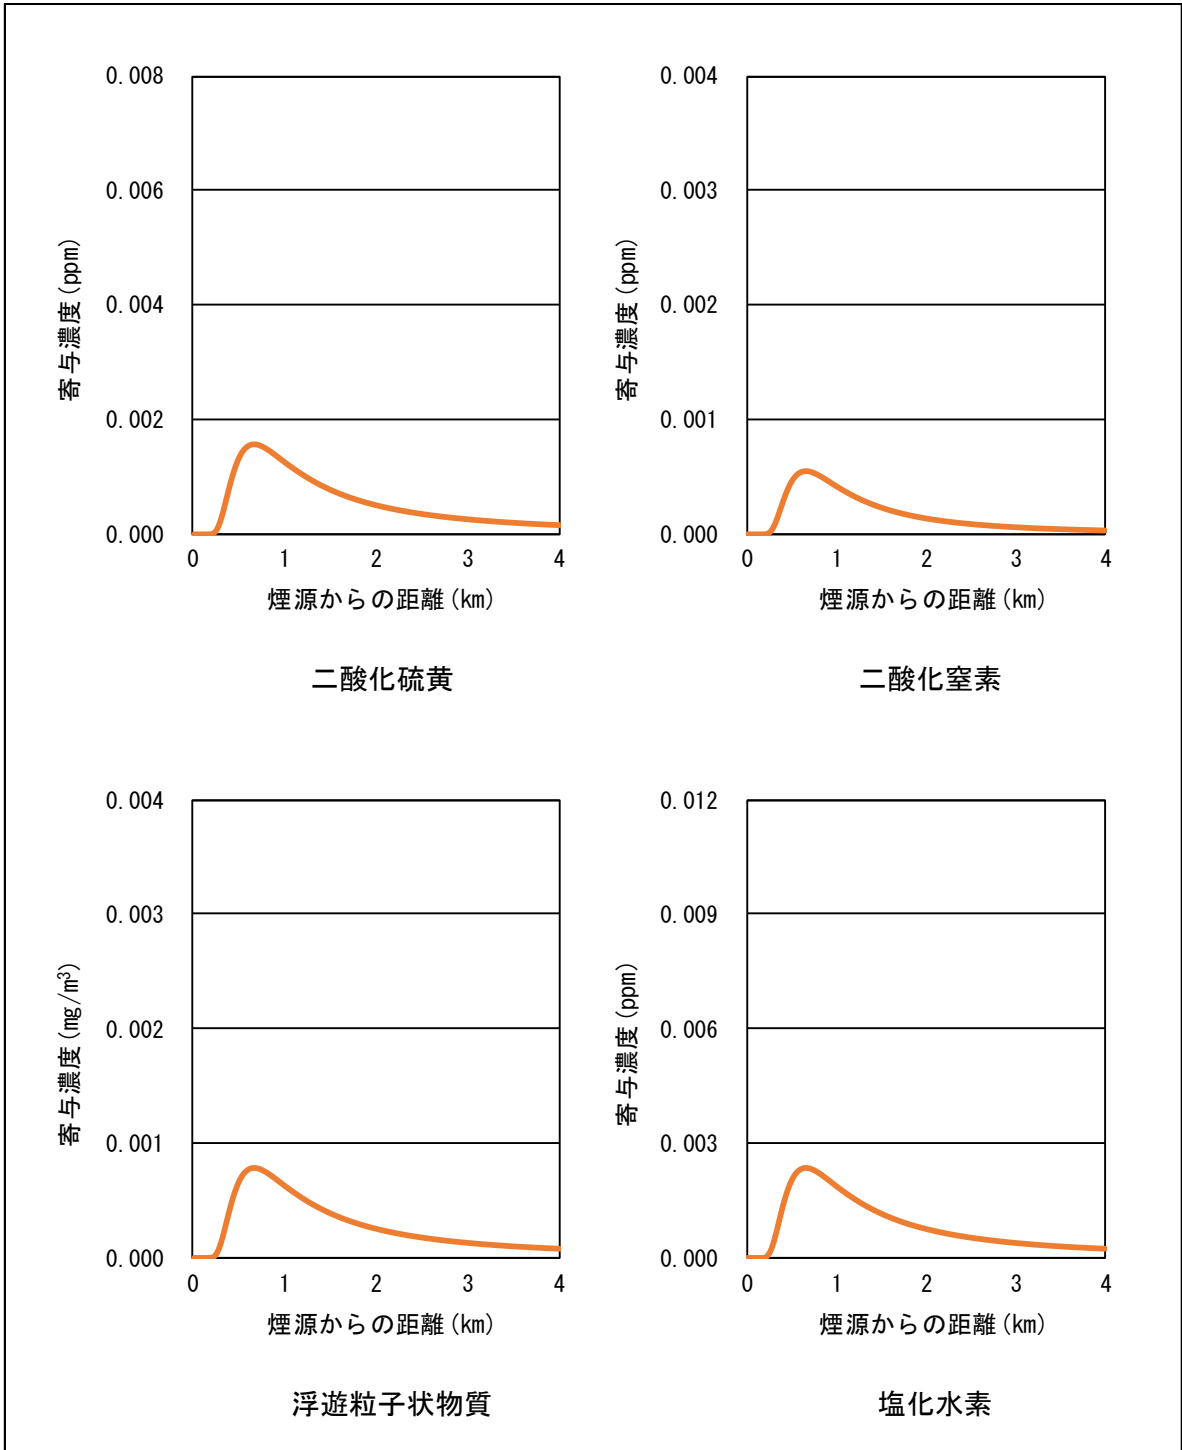 0.008
0.006
0.004
0.002
0.000
寄与濃度(ppm)
0 1 2 3 4
煙源からの距離(km)
二酸化硫黄
0.004
0.003
0.002
0.001
0.000
寄与濃度(ppm)
0 1 2 3 4
煙源からの距離(km)
二酸化窒素
0.004
0.003
0.002
0.001
0.000
寄与濃度(mg/m³)
0 1 2 3 4
煙源からの距離(km)
浮遊粒子状物質
0.012
0.009
0.006
0.003
0.000
寄与濃度(ppm)
0 1 2 3 4
煙源からの距離(km)
塩化水素